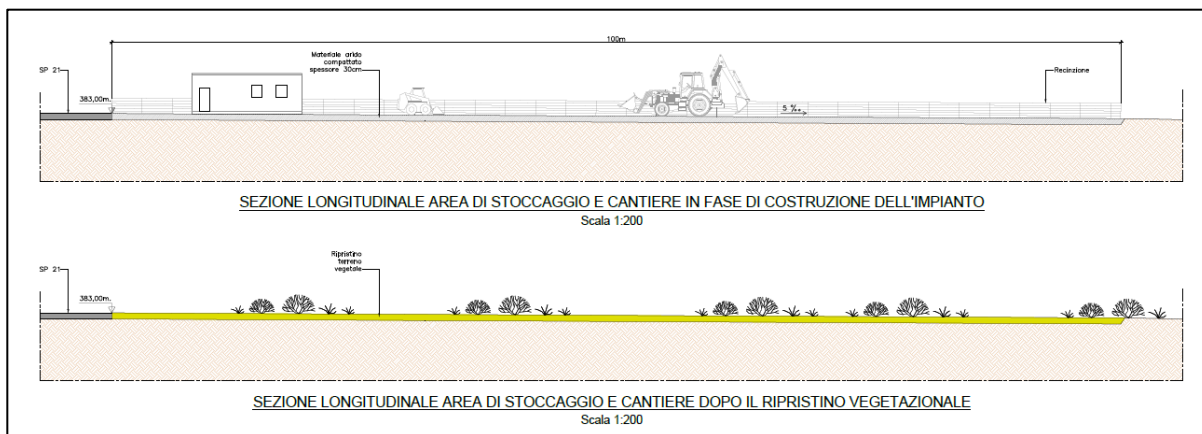 100m
Materiale arido
compattato
spessore 30cm
SP 21
Recinzione
383,00m.
5 ‰
SEZIONE LONGITUDINALE AREA DI STOCCAGGIO E CANTIERE IN FASE DI COSTRUZIONE DELL'IMPIANTO
Scala 1:200
Ripristino
terreno
vegetale
SP 21
383,00m.
SEZIONE LONGITUDINALE AREA DI STOCCAGGIO E CANTIERE DOPO IL RIPRISTINO VEGETAZIONALE
Scala 1:200